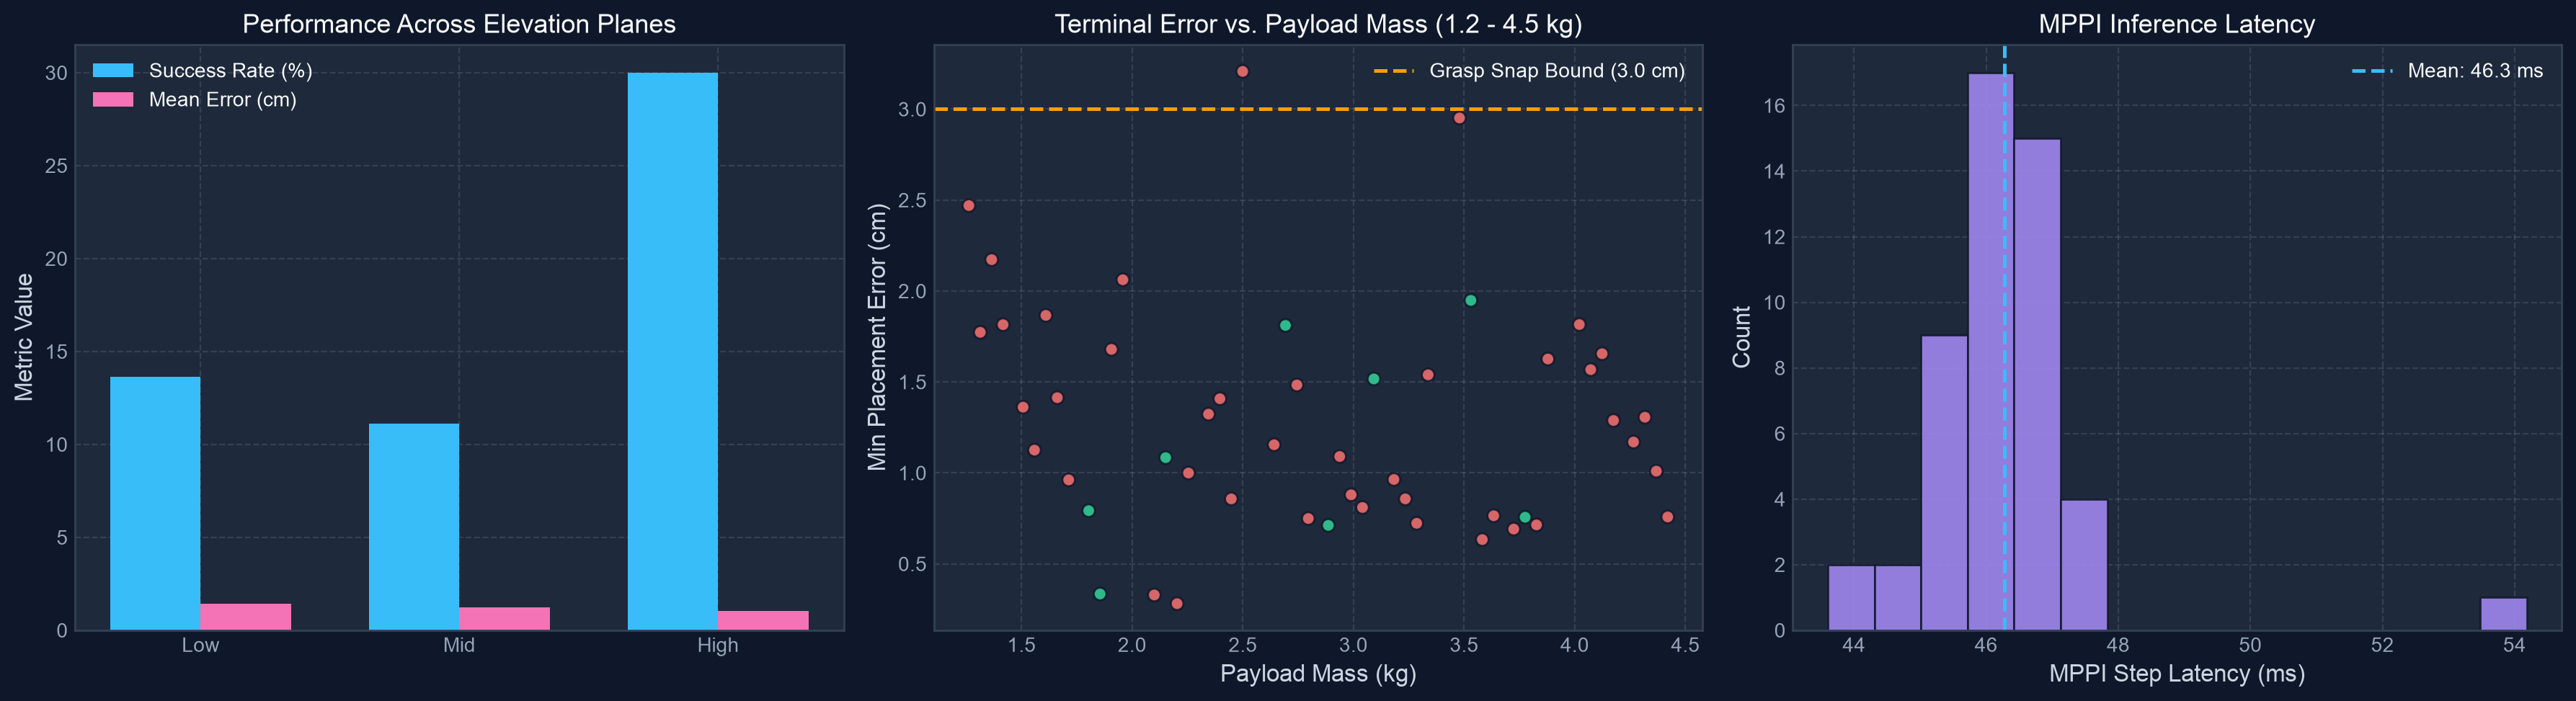 Performance Across Elevation Planes
Success Rate (%)
Mean Error (cm)
Metric Value
30
25
20
15
10
5
0
Low
Mid
High
Terminal Error vs. Payload Mass (1.2 - 4.5 kg)
Grasp Snap Bound (3.0 cm)
Min Placement Error (cm)
3.0
2.5
2.0
1.5
1.0
0.5
1.5
2.0
2.5
3.0
3.5
4.0
4.5
Payload Mass (kg)
MPPI Inference Latency
Mean: 46.3 ms
Count
16
14
12
10
8
6
4
2
0
44
46
48
50
52
54
MPPI Step Latency (ms)